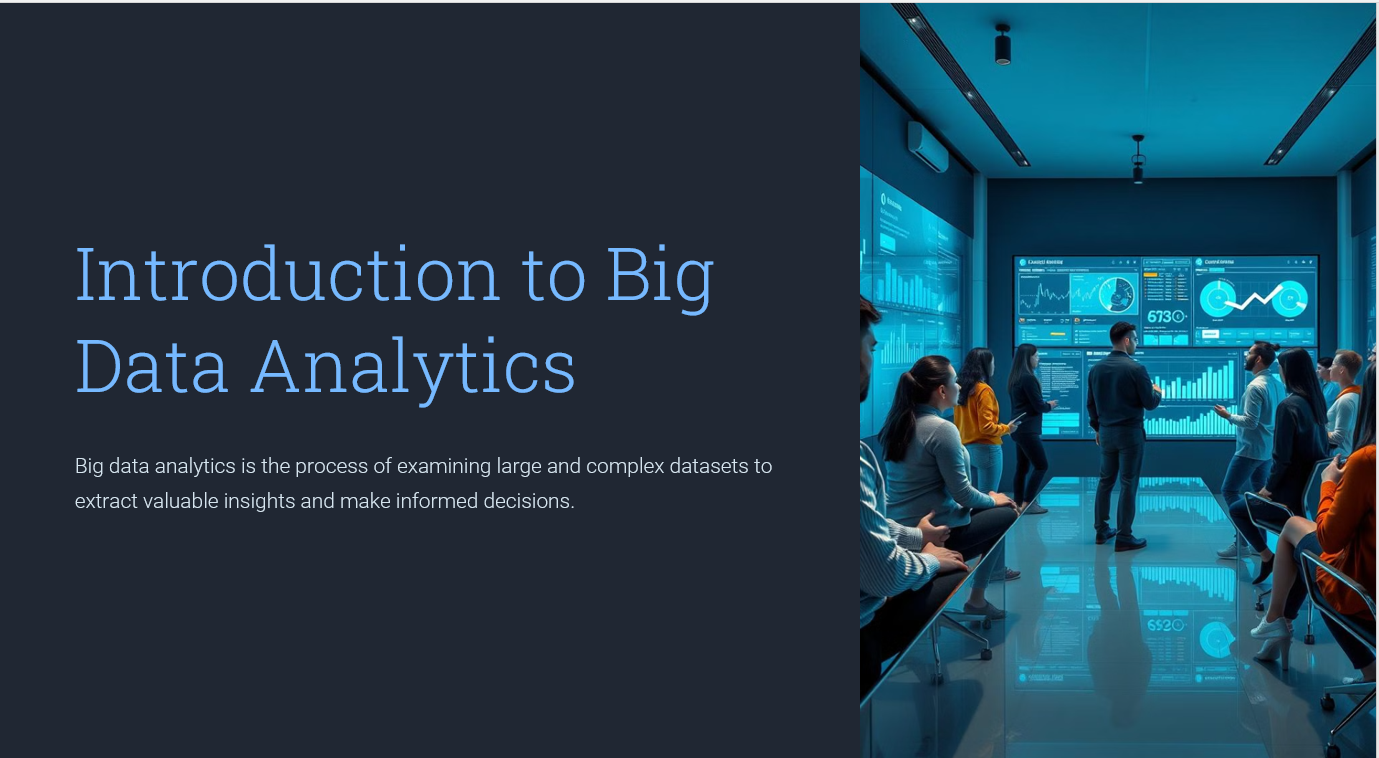 Introduction to Big
Data Analytics
Big data analytics is the process of examining large and complex datasets to
extract valuable insights and make informed decisions.